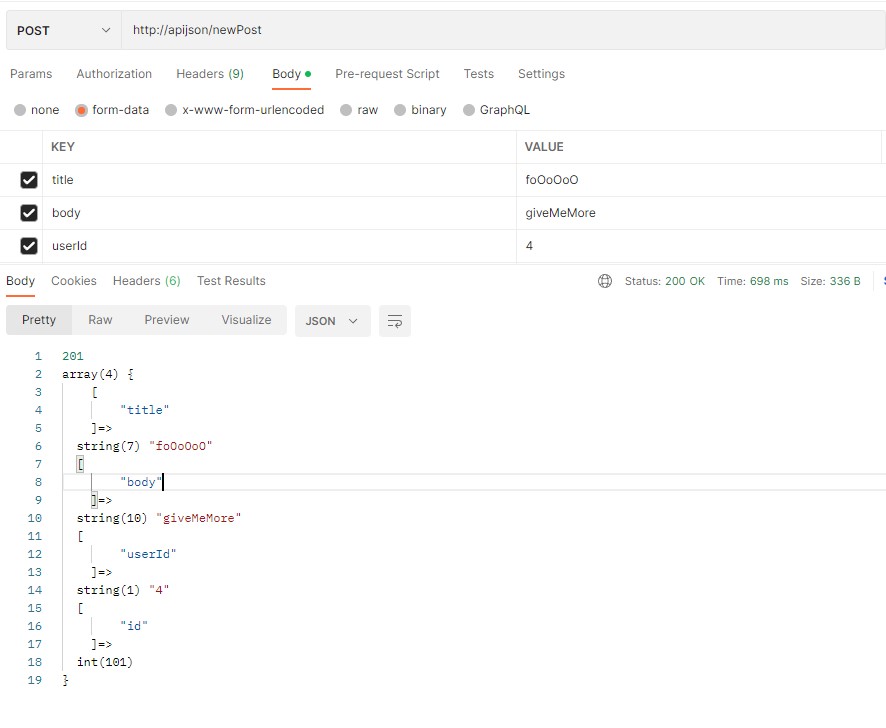 POST http://apijson/newPost
Params Authorization Headers (9) Body Pre-request Script Tests Settings
none form-data x-www-form-urlencoded raw binary GraphQL
KEY VALUE
title foOoOoO
body giveMeMore
userId 4
Body Cookies Headers (6) Test Results Status: 200 OK Time: 698 ms Size: 336 B
Pretty Raw Preview Visualize JSON
1 201
2 array(4) {
3 [
4 "title"
5 ]=>
6 string(7) "foOoOoO"
7 [
8 "body"
9 ]=>
10 string(10) "giveMeMore"
11 [
12 "userId"
13 ]=>
14 string(1) "4"
15 [
16 "id"
17 ]=>
18 int(101)
19 }